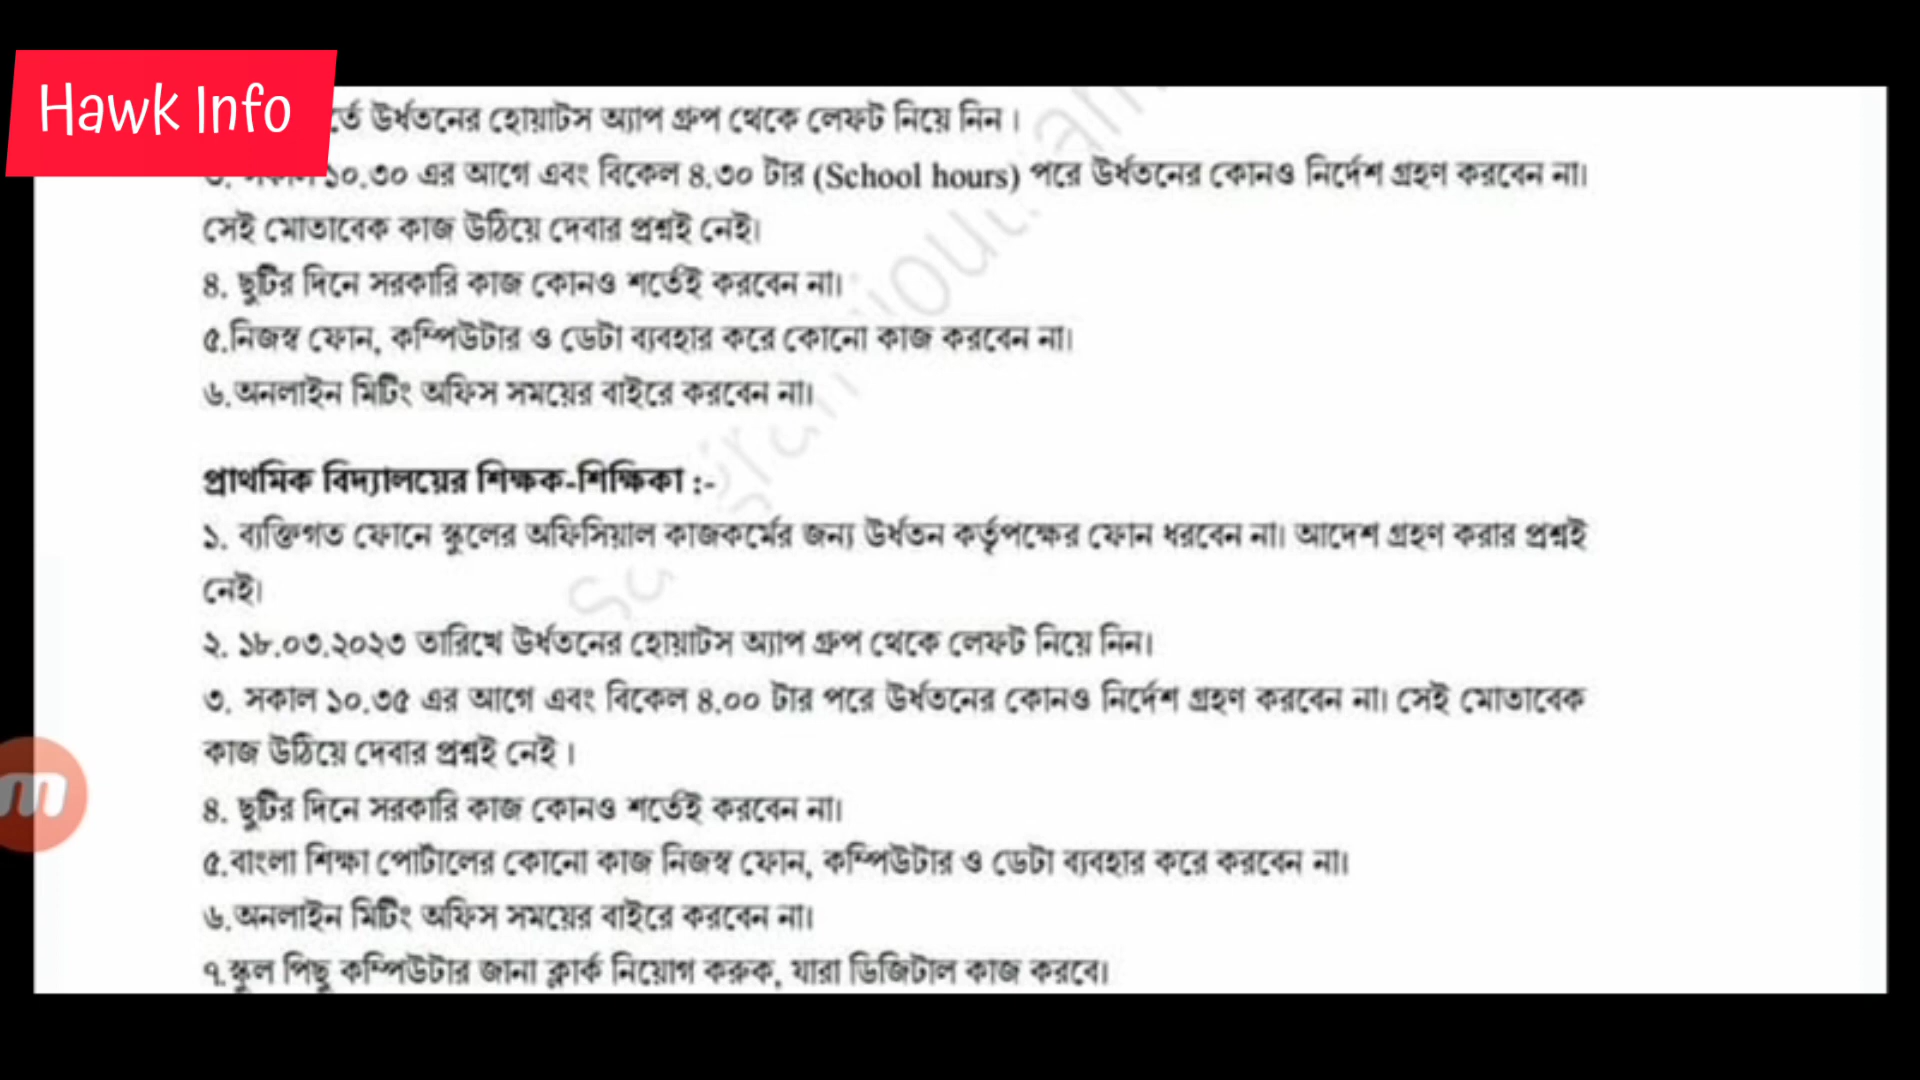 Hawk Info
উর্ধতনের হোয়াটস অ্যাপ গ্রুপ থেকে লেফট নিয়ে নিন।
৩. সকাল ১০.৩০ এর আগে এবং বিকেল ৪.৩০ টার (School hours) পরে উর্ধতনের কোনও নির্দেশ গ্রহণ করবেন না।
সেই মোতাবেক কাজ উঠিয়ে দেবার প্রশ্নই নেই।
৪. ছুটির দিনে সরকারি কাজ কোনও শর্তেই করবেন না।
৫.নিজস্ব ফোন, কম্পিউটার ও ডেটা ব্যবহার করে কোনো কাজ করবেন না।
৬.অনলাইন মিটিং অফিস সময়ের বাইরে করবেন না।
প্রাথমিক বিদ্যালয়ের শিক্ষক-শিক্ষিকা :-
১. ব্যক্তিগত ফোনে স্কুলের অফিসিয়াল কাজকর্মের জন্য উর্ধতন কর্তৃপক্ষের ফোন ধরবেন না। আদেশ গ্রহণ করার প্রশ্নই
নেই।
২. ১৮.০৩.২০২৩ তারিখে উর্ধতনের হোয়াটস অ্যাপ গ্রুপ থেকে লেফট নিয়ে নিন।
৩. সকাল ১০.৩৫ এর আগে এবং বিকেল ৪.০০ টার পরে উর্ধতনের কোনও নির্দেশ গ্রহণ করবেন না। সেই মোতাবেক
কাজ উঠিয়ে দেবার প্রশ্নই নেই ।
৪. ছুটির দিনে সরকারি কাজ কোনও শর্তেই করবেন না।
৫.বাংলা শিক্ষা পোর্টালের কোনো কাজ নিজস্ব ফোন, কম্পিউটার ও ডেটা ব্যবহার করে করবেন না।
৬.অনলাইন মিটিং অফিস সময়ের বাইরে করবেন না।
৭.স্কুল পিছু কম্পিউটার জানা ক্লার্ক নিয়োগ করুক, যারা ডিজিটাল কাজ করবে।